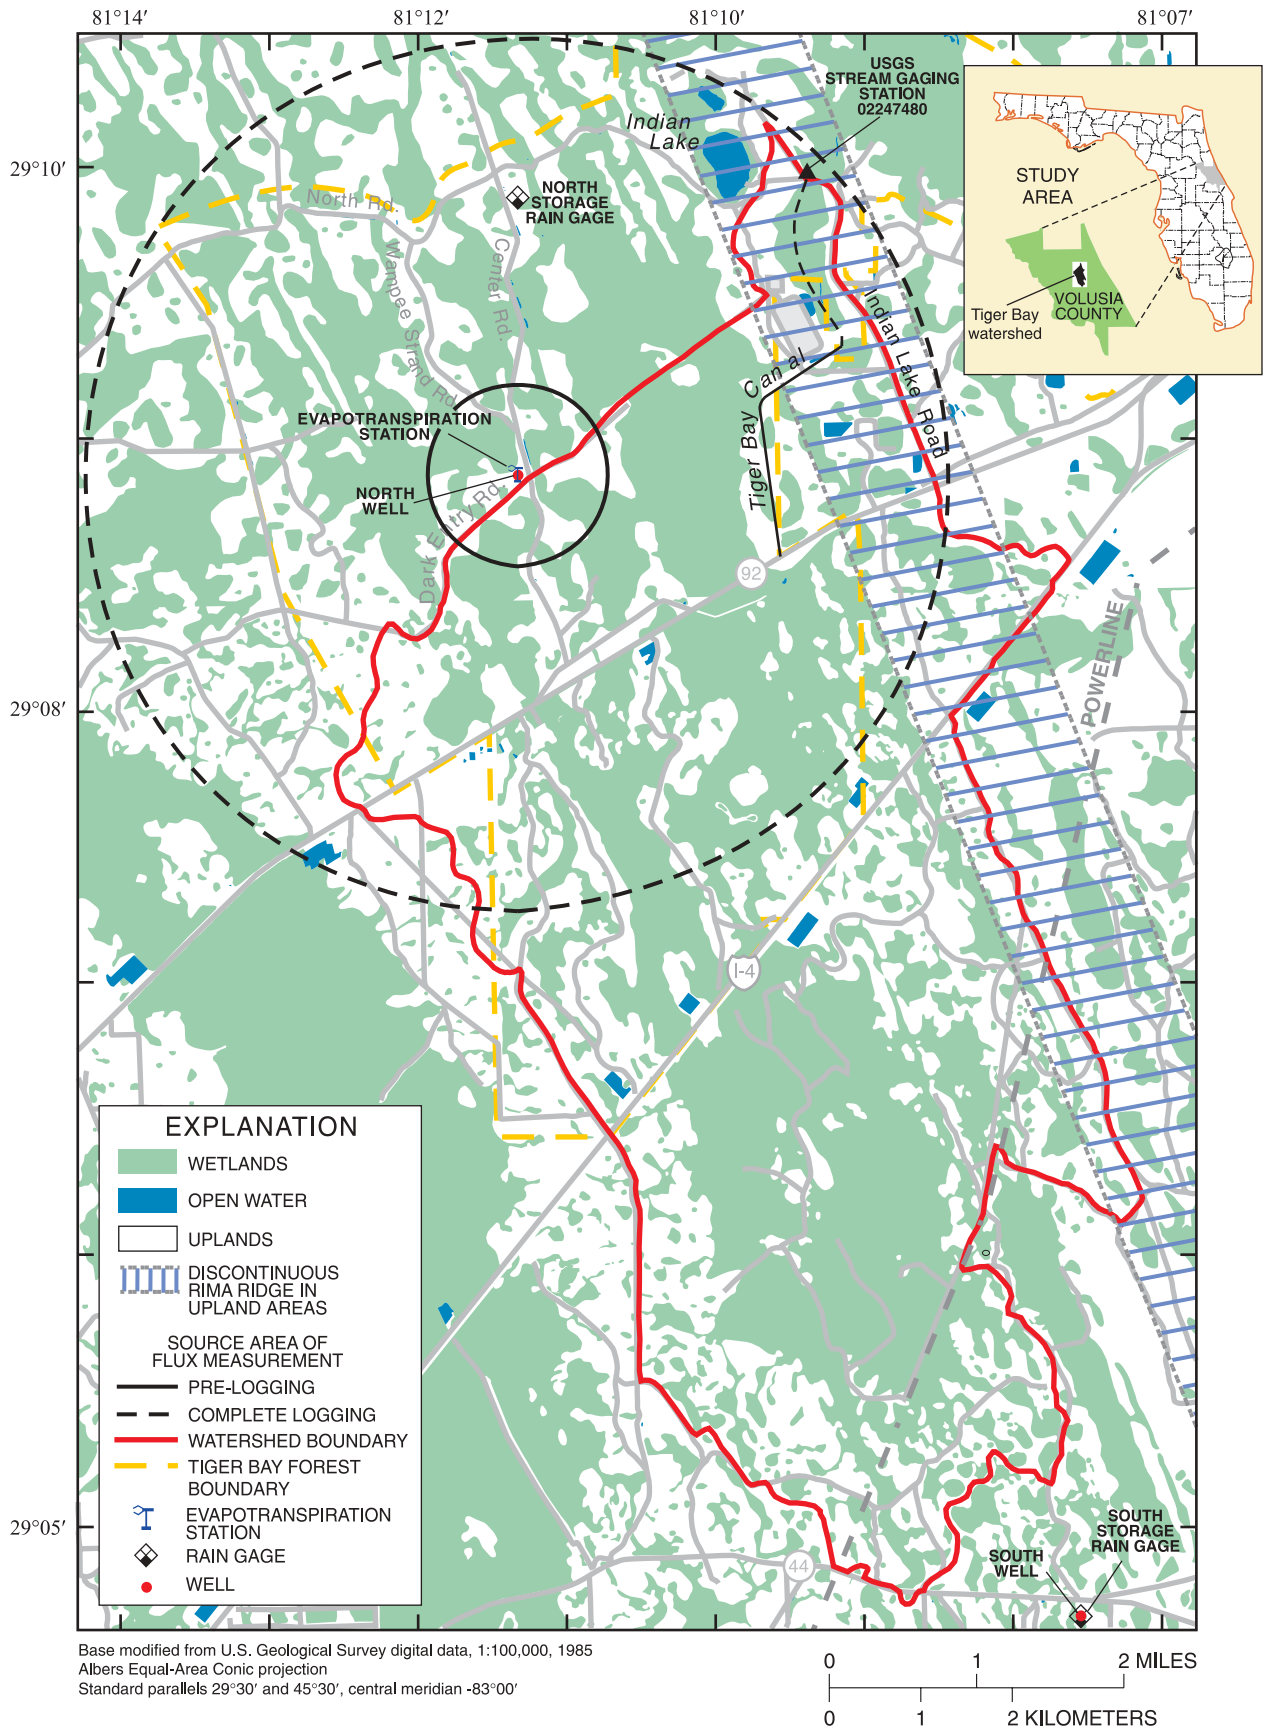 81°14′
81°12′
81°10′
81°07′
29°10′
29°08′
29°05′
USGS
STREAM GAGING
STATION
02247480
Indian
Lake
NORTH
STORAGE
RAIN GAGE
North Rd.
Wampee Strand Rd.
Center Rd.
EVAPOTRANSPIRATION
STATION
NORTH
WELL
Dark Entry Rd.
Tiger Bay Canal
Indian Lake Road
92
POWERLINE
I-4
44
SOUTH
STORAGE
RAIN GAGE
SOUTH
WELL
STUDY
AREA
VOLUSIA
COUNTY
Tiger Bay
watershed
EXPLANATION
WETLANDS
OPEN WATER
UPLANDS
DISCONTINUOUS
RIMA RIDGE IN
UPLAND AREAS
SOURCE AREA OF
FLUX MEASUREMENT
PRE-LOGGING
COMPLETE LOGGING
WATERSHED BOUNDARY
TIGER BAY FOREST
BOUNDARY
EVAPOTRANSPIRATION
STATION
RAIN GAGE
WELL
Base modified from U.S. Geological Survey digital data, 1:100,000, 1985
Albers Equal-Area Conic projection
Standard parallels 29°30′ and 45°30′, central meridian -83°00′
0 1 2 MILES
0 1 2 KILOMETERS